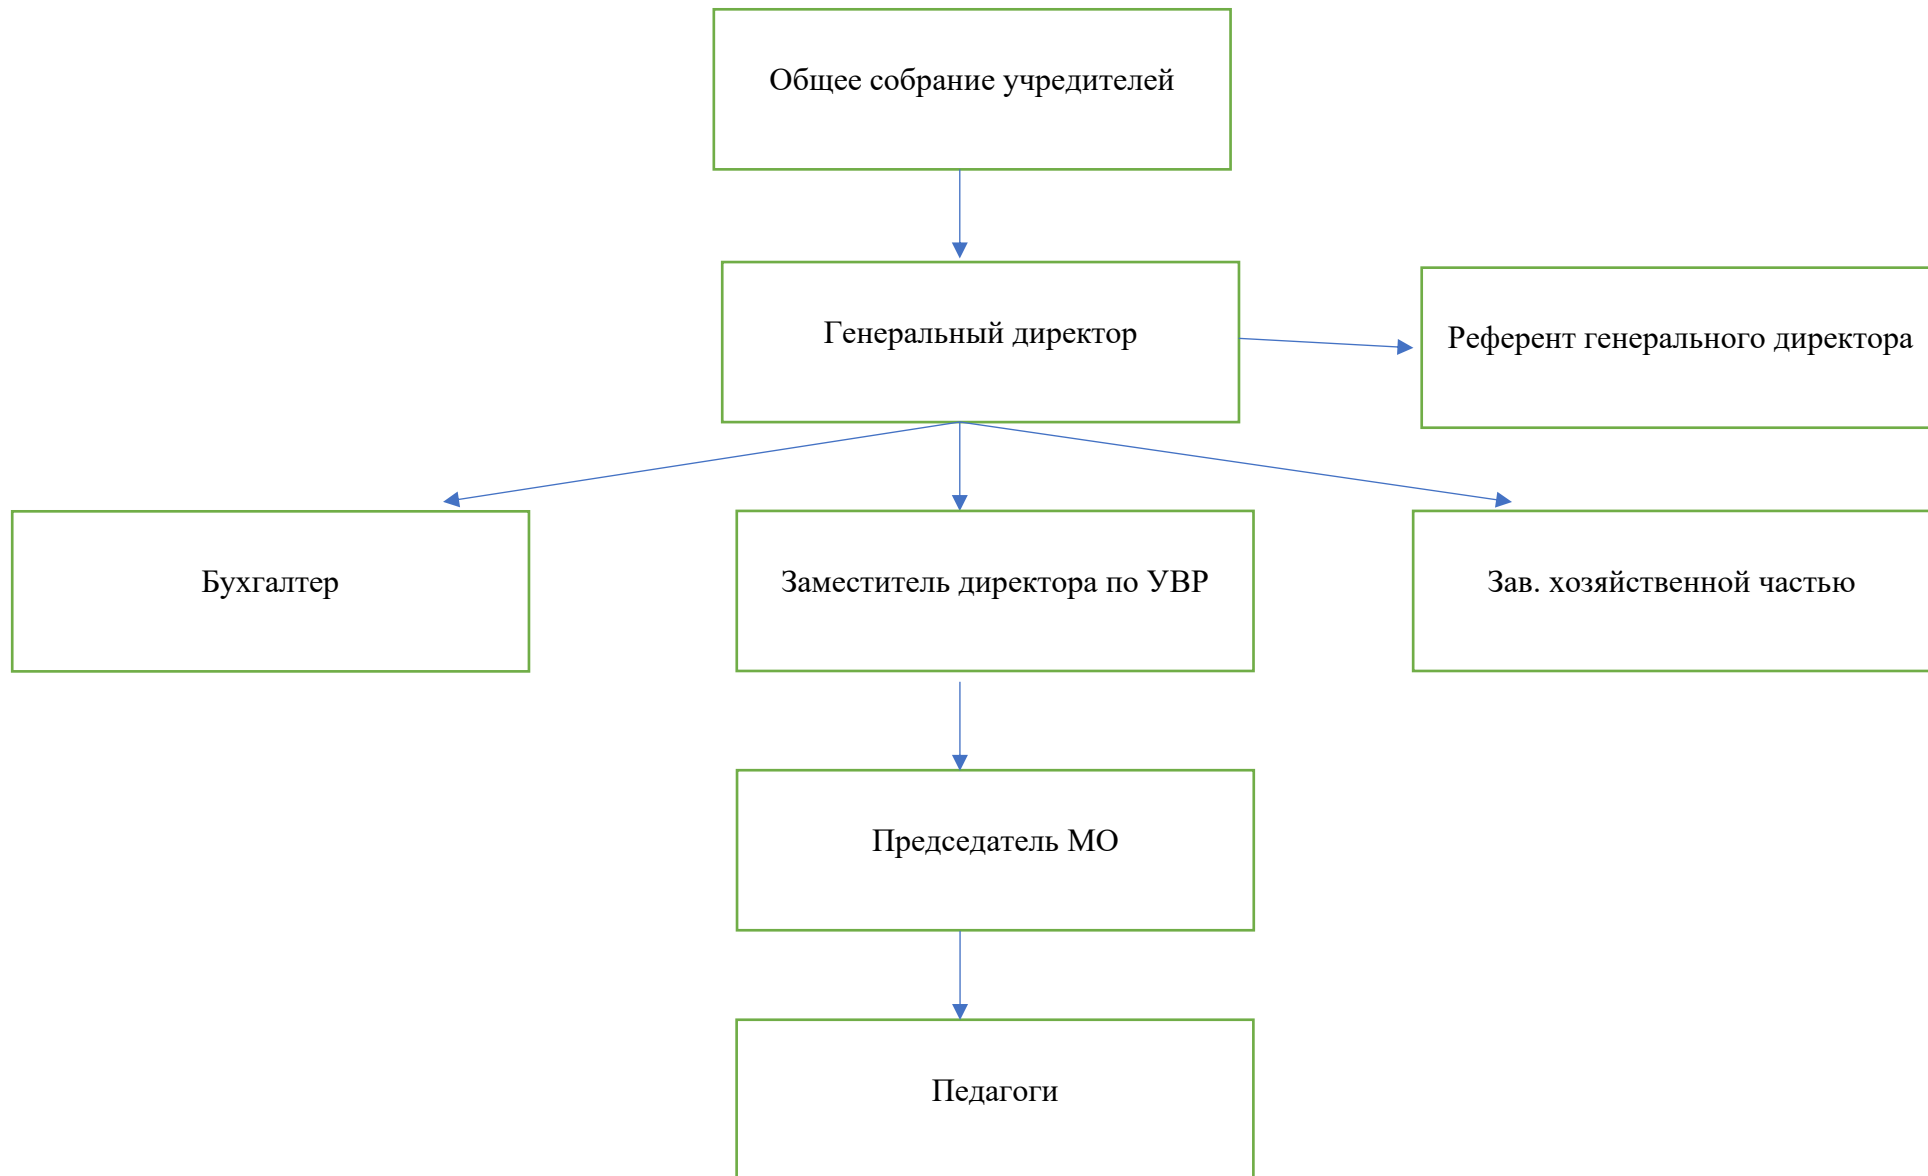 Общее собрание учредителей
Генеральный директор
Референт генерального директора
Бухгалтер
Заместитель директора по УВР
Зав. хозяйственной частью
Председатель МО
Педагоги